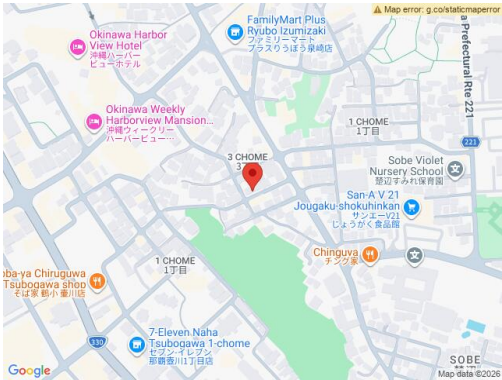 Map error: g.co/staticmaperror
Okinawa Harbor
View Hotel
沖縄ハーバー
ビューホテル
FamilyMart Plus
Ryubo Izumizaki
ファミリーマート
プラスりうぼう泉崎店
a Prefectural Rte 221
Okinawa Weekly
Harborview Mansion...
沖縄ウィークリー
ハーバービュー...
1 CHOME
1丁目
221
3 CHOME
Sobe Violet
Nursery School
楚辺すみれ保育園
San-A V 21
Jougaku-shokuhinkan
サンエーV21
じょうがく食品館
Chinguva
チング家
1 CHOME
1丁目
oba-ya Chiruguwa
Tsubogawa shop
そば家 鶴小 壷川店
330
7-Eleven Naha
Tsubogawa 1-chome
セブン-イレブン
那覇壷川1丁目店
SOBE
Google
Map data ©2026